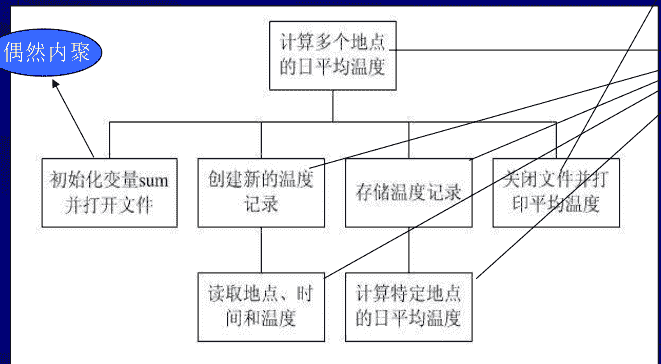 偶然内聚
计算多个地点
的日平均温度
初始化变量sum
并打开文件
创建新的温度
记录
存储温度记录
关闭文件并打
印平均温度
读取地点、时
间和温度
计算特定地点
的日平均温度